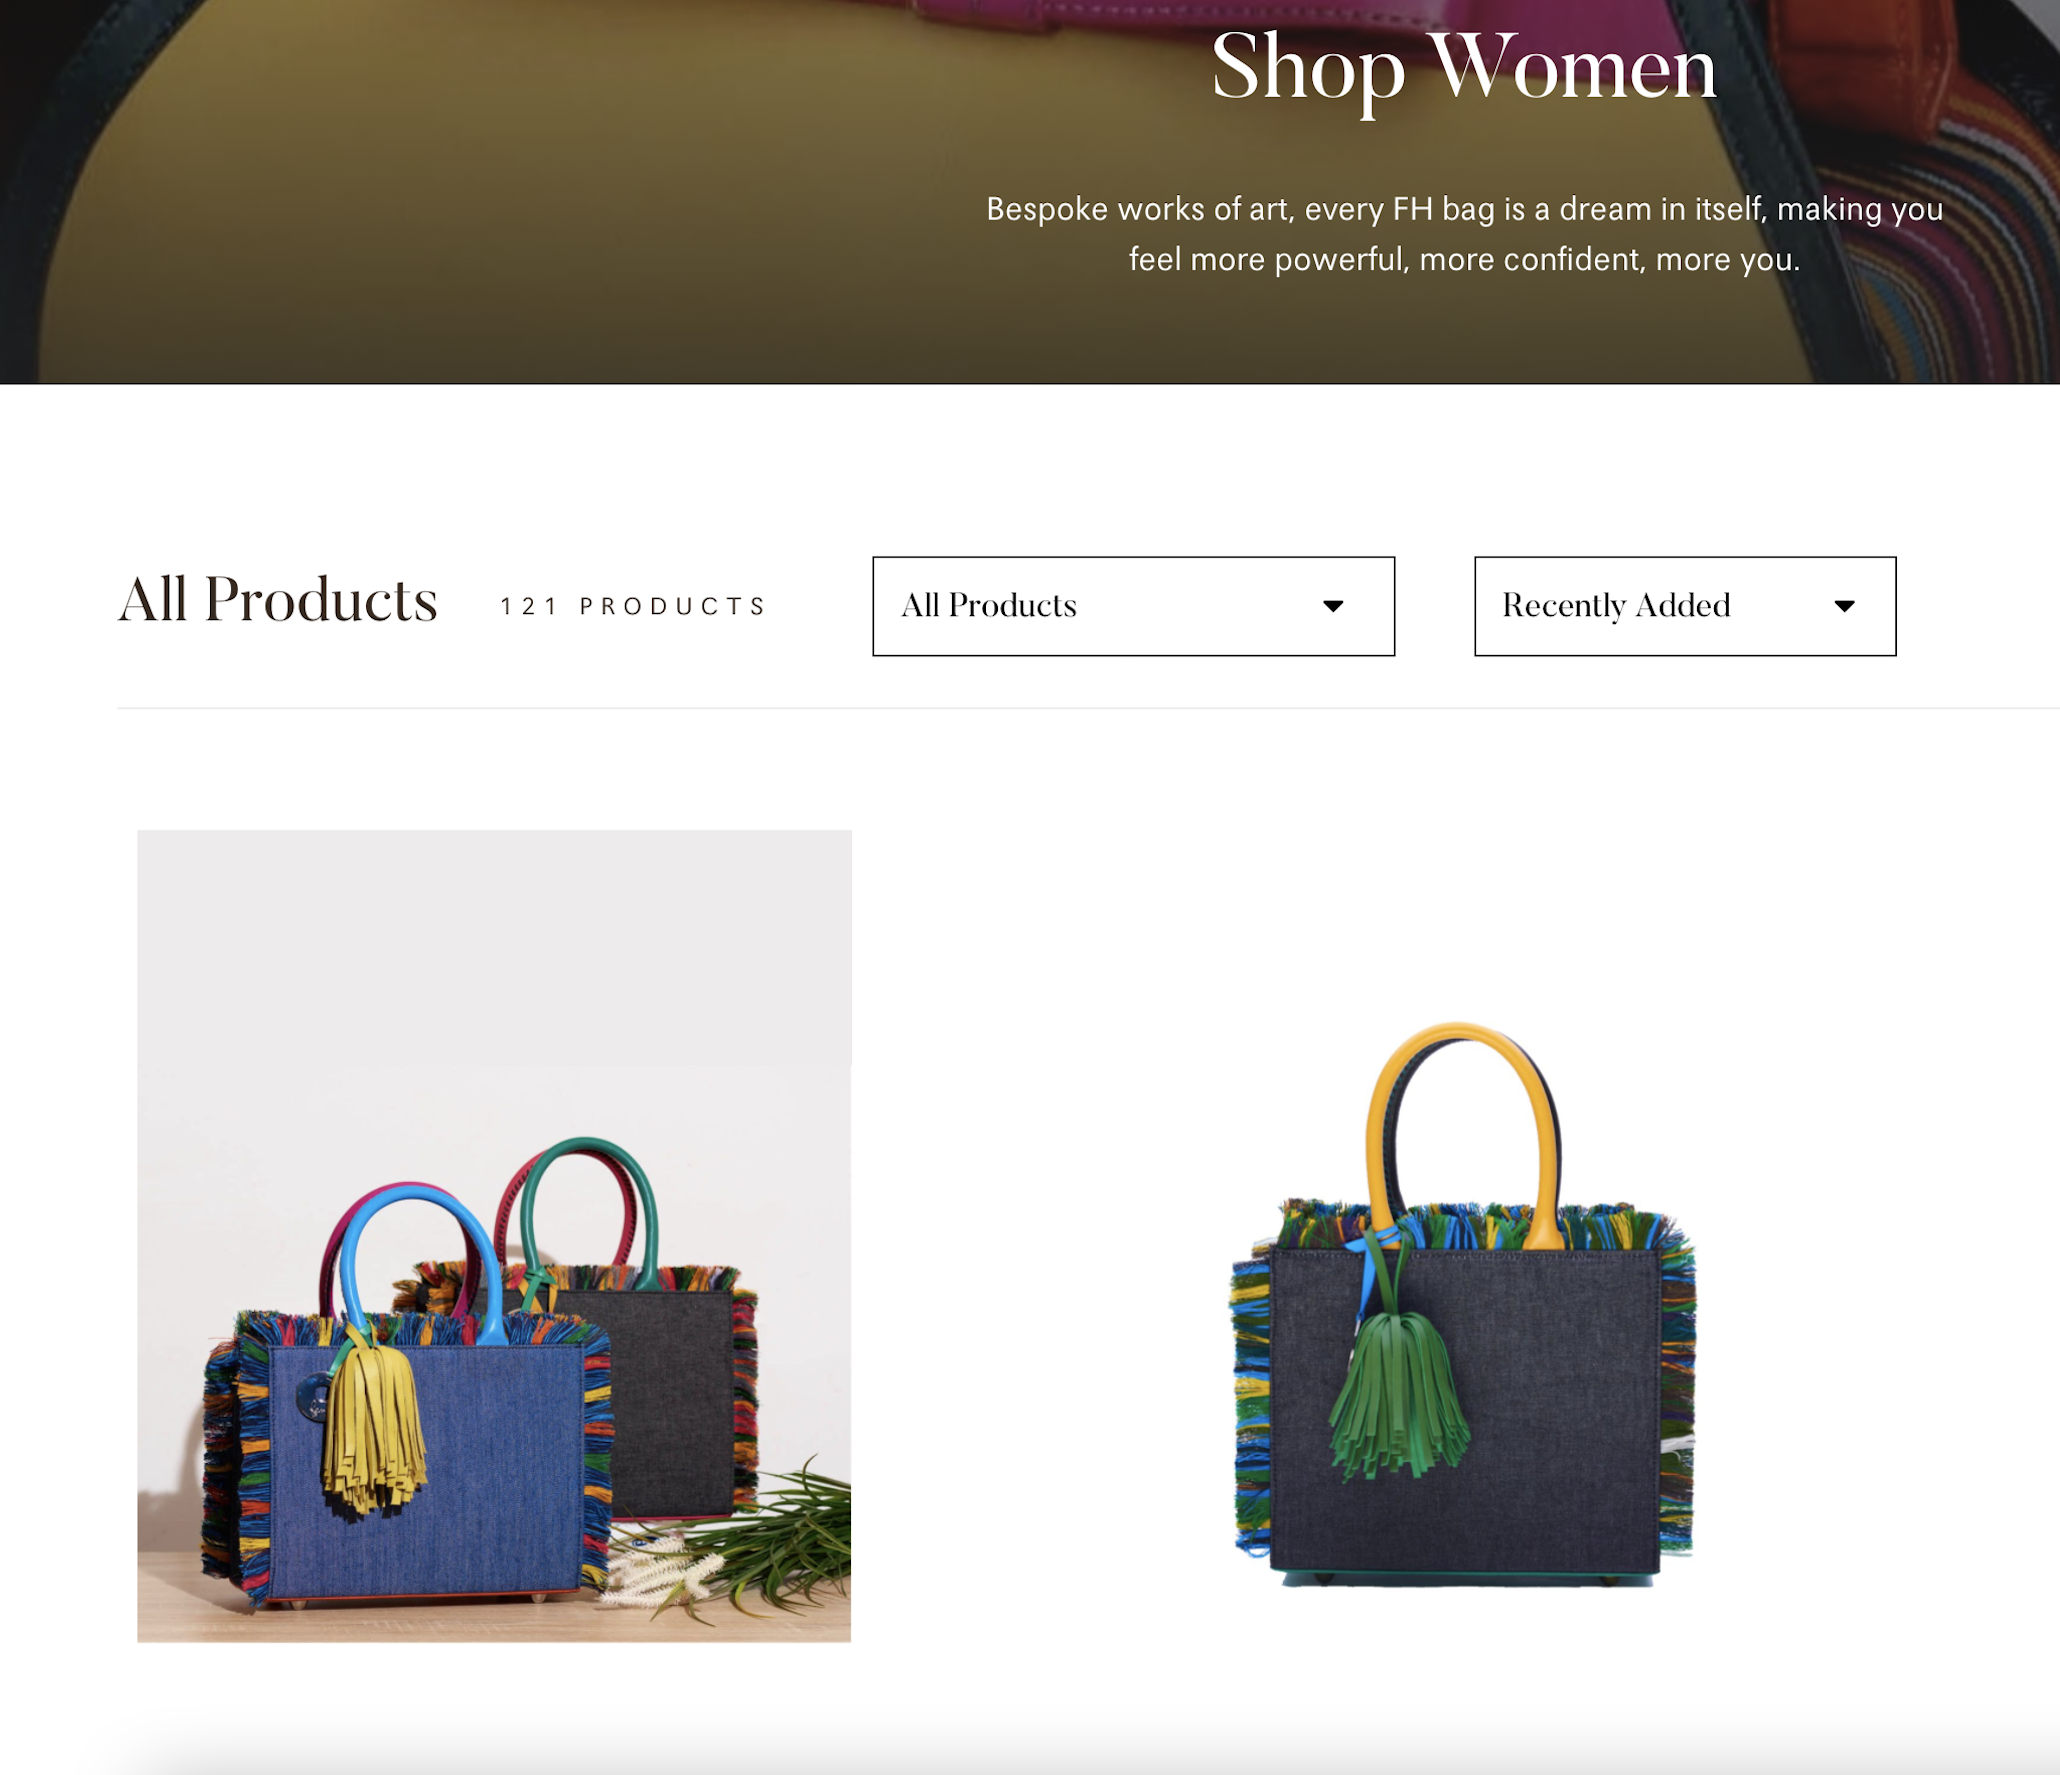 Shop Women
Bespoke works of art, every FH bag is a dream in itself, making you
feel more powerful, more confident, more you.
All Products
121 PRODUCTS
All Products
Recently Added